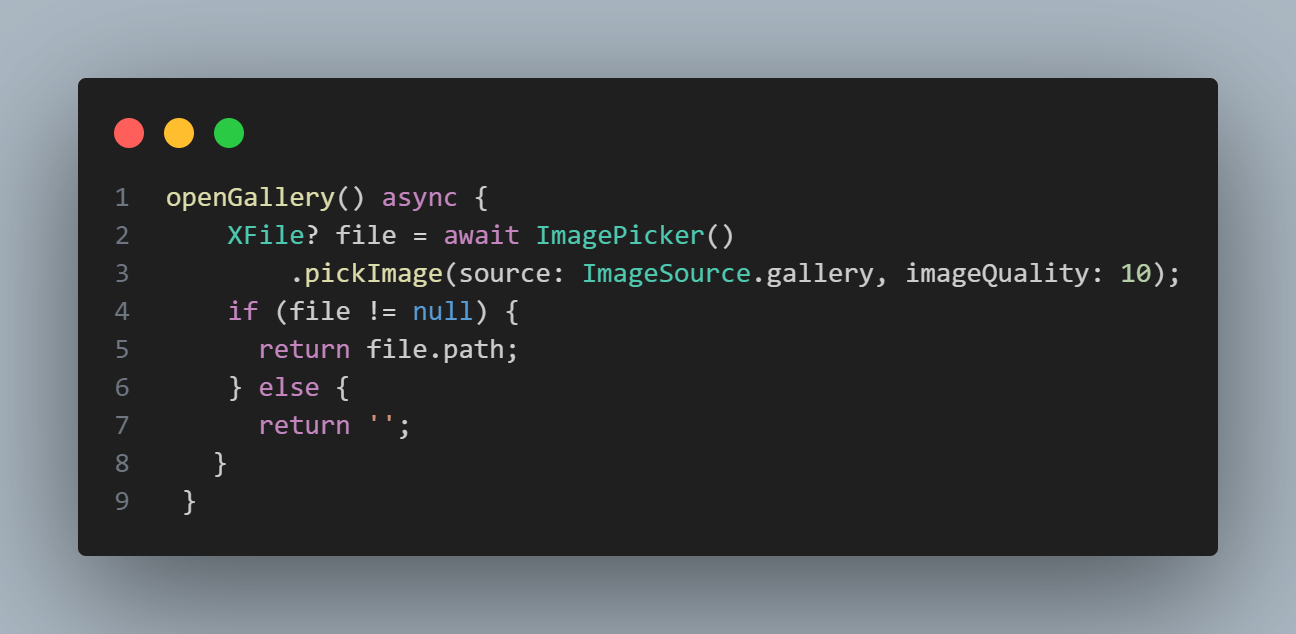 1 openGallery() async {
2     XFile? file = await ImagePicker()
3         .pickImage(source: ImageSource.gallery, imageQuality: 10);
4     if (file != null) {
5       return file.path;
6     } else {
7       return '';
8    }
9  }